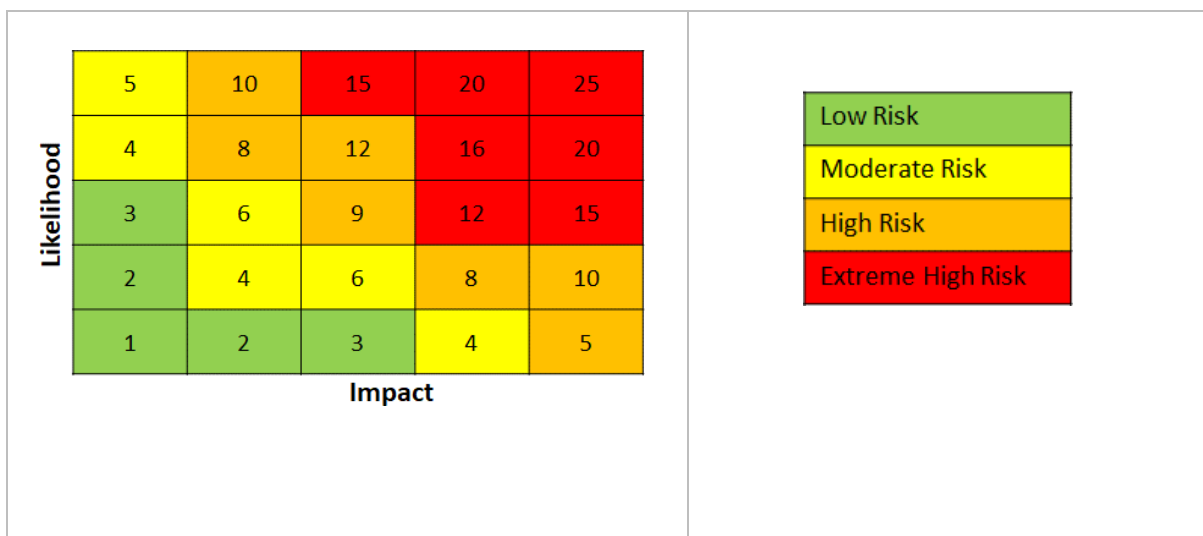 5 10 15 20 25
4 8 12 16 20
Likelihood
3 6 9 12 15
2 4 6 8 10
1 2 3 4 5
Impact
Low Risk
Moderate Risk
High Risk
Extreme High Risk